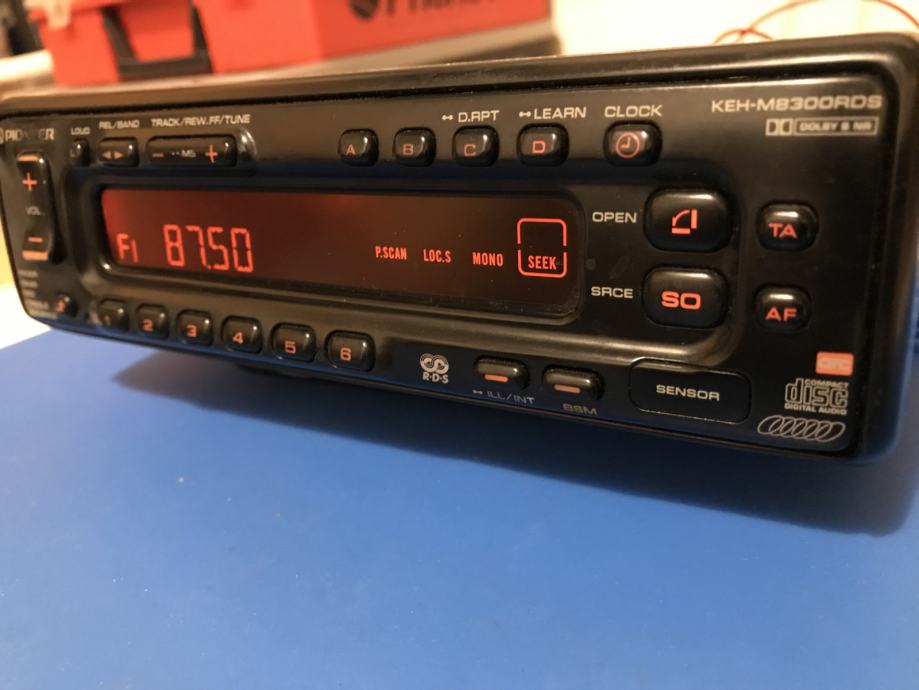 PIONEER
LOUD
REL/BAND
TRACK/REW.FF/TUNE
D.RPT
LEARN
CLOCK
KEH-M8300RDS
DOLBY B NR
- MS +
A
B
C
D
+
VOL
-
F1 87.50
P.SCAN LOC.S MONO SEEK
OPEN
TA
SRCE
SO
AF
1 2 3 4 5 6
R·D·S
ILL/INT
BSM
SENSOR
COMPACT
disc
DIGITAL AUDIO